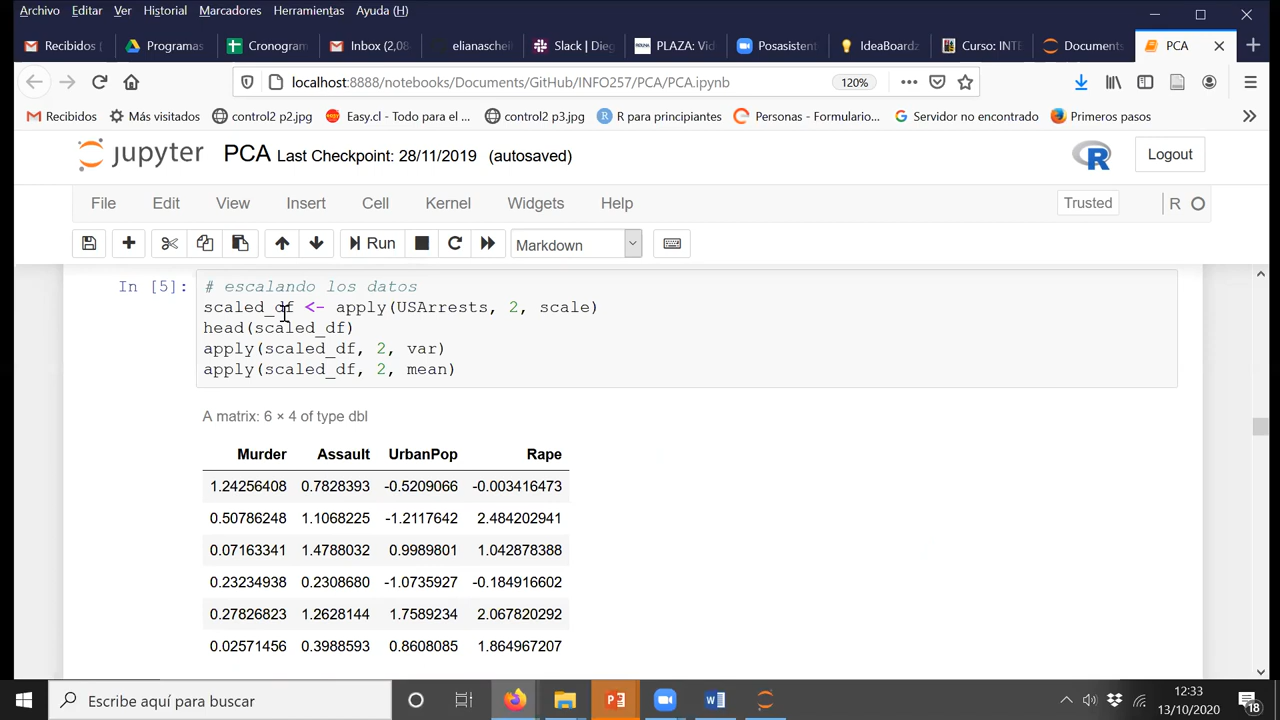 Archivo Editar Ver Historial Marcadores Herramientas Ayuda (H)
Recibidos ( Programas Cronogram Inbox (2,08 elianaschei Slack | Dieg PLAZA: Vid Posasistent IdeaBoardz Curso: INTE Documents PCA
localhost:8888/notebooks/Documents/GitHub/INFO257/PCA/PCA.ipynb 120%
Recibidos Más visitados control2 p2.jpg Easy.cl - Todo para el ... control2 p3.jpg R para principiantes Personas - Formulario... Servidor no encontrado Primeros pasos
jupyter PCA Last Checkpoint: 28/11/2019 (autosaved) R Logout
File Edit View Insert Cell Kernel Widgets Help Trusted R
Run Markdown
In [5]: # escalando los datos
scaled_df <- apply(USArrests, 2, scale)
head(scaled_df)
apply(scaled_df, 2, var)
apply(scaled_df, 2, mean)
A matrix: 6 × 4 of type dbl
Murder Assault UrbanPop Rape
1.24256408 0.7828393 -0.5209066 -0.003416473
0.50786248 1.1068225 -1.2117642 2.484202941
0.07163341 1.4788032 0.9989801 1.042878388
0.23234938 0.2308680 -1.0735927 -0.184916602
0.27826823 1.2628144 1.7589234 2.067820292
0.02571456 0.3988593 0.8608085 1.864967207
Escribe aquí para buscar 12:33
13/10/2020 18